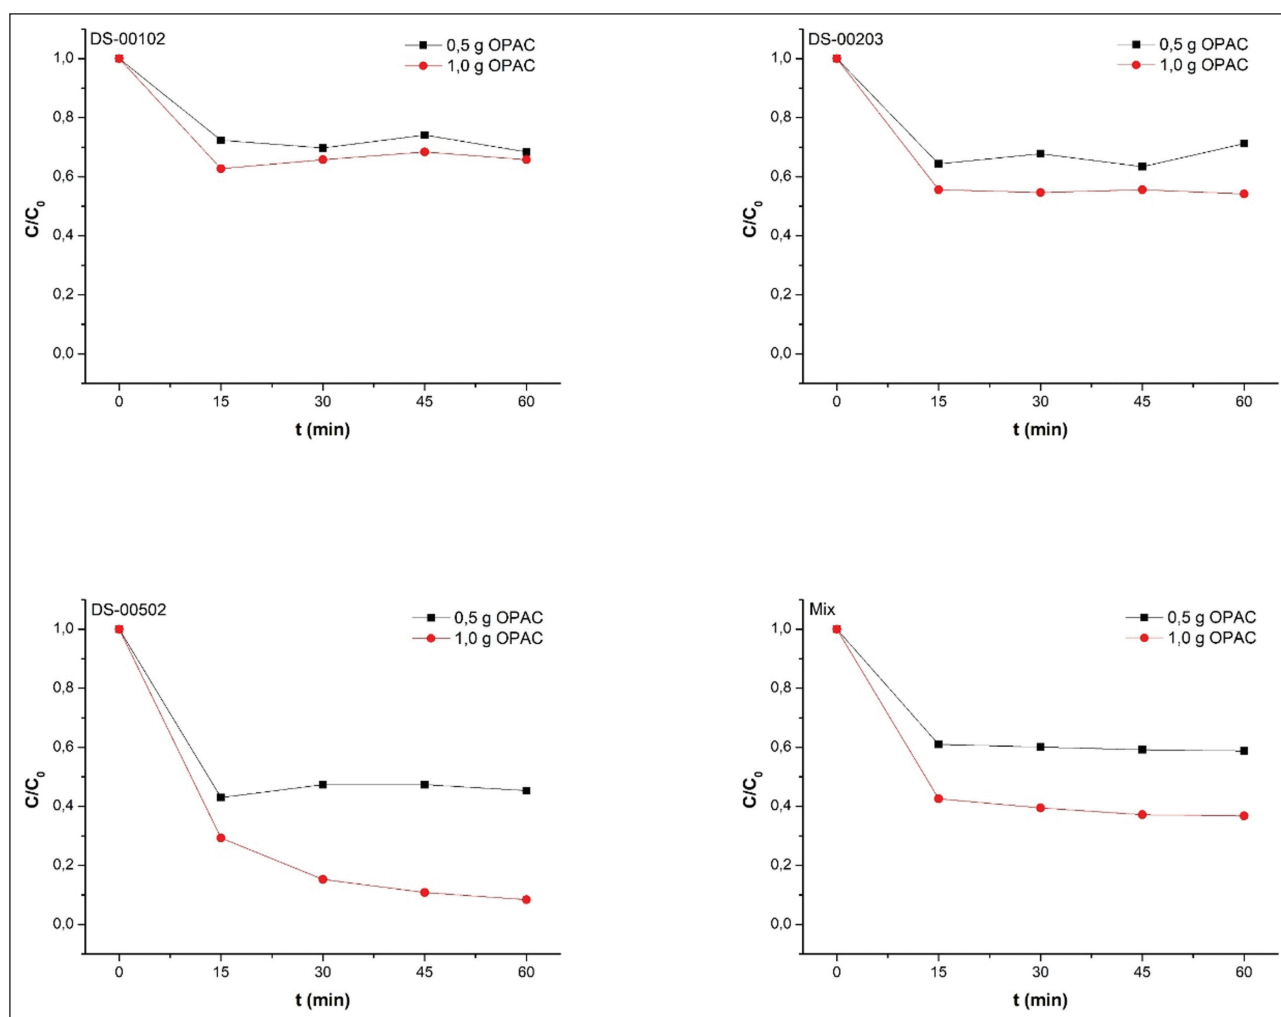 DS-00102
0,5 g OPAC
1,0 g OPAC
1,0
0,8
0,6
0,4
0,2
0,0
C/C0
0 15 30 45 60
t (min)
DS-00203
0,5 g OPAC
1,0 g OPAC
1,0
0,8
0,6
0,4
0,2
0,0
C/C0
0 15 30 45 60
t (min)
DS-00502
0,5 g OPAC
1,0 g OPAC
1,0
0,8
0,6
0,4
0,2
0,0
C/C0
0 15 30 45 60
t (min)
Mix
0,5 g OPAC
1,0 g OPAC
1,0
0,8
0,6
0,4
0,2
0,0
C/C0
0 15 30 45 60
t (min)